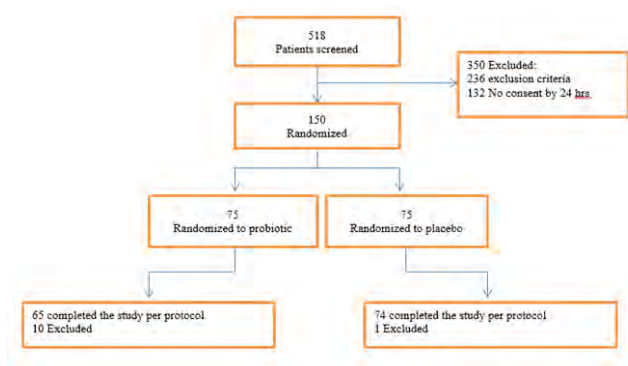 518
Patients screened
350 Excluded:
236 exclusion criteria
132 No consent by 24 hrs
150
Randomized
75
Randomized to probiotic
75
Randomized to placebo
65 completed the study per protocol
10 Excluded
74 completed the study per protocol
1 Excluded